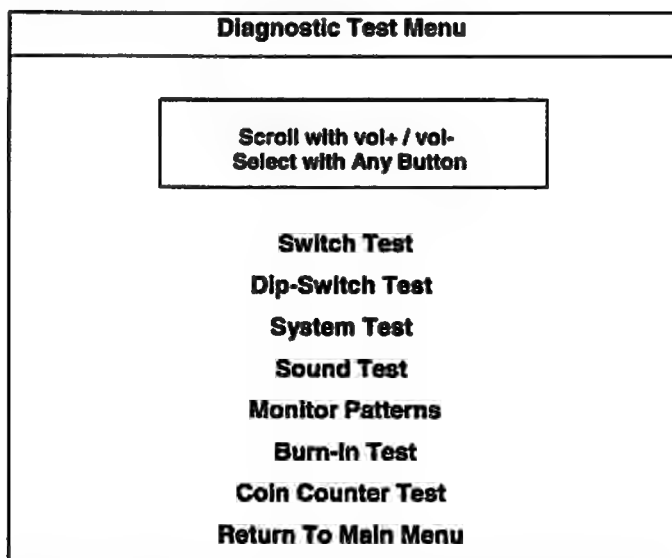 Diagnostic Test Menu
Scroll with vol+ / vol-
Select with Any Button
Switch Test
Dip-Switch Test
System Test
Sound Test
Monitor Patterns
Burn-In Test
Coin Counter Test
Return To Main Menu